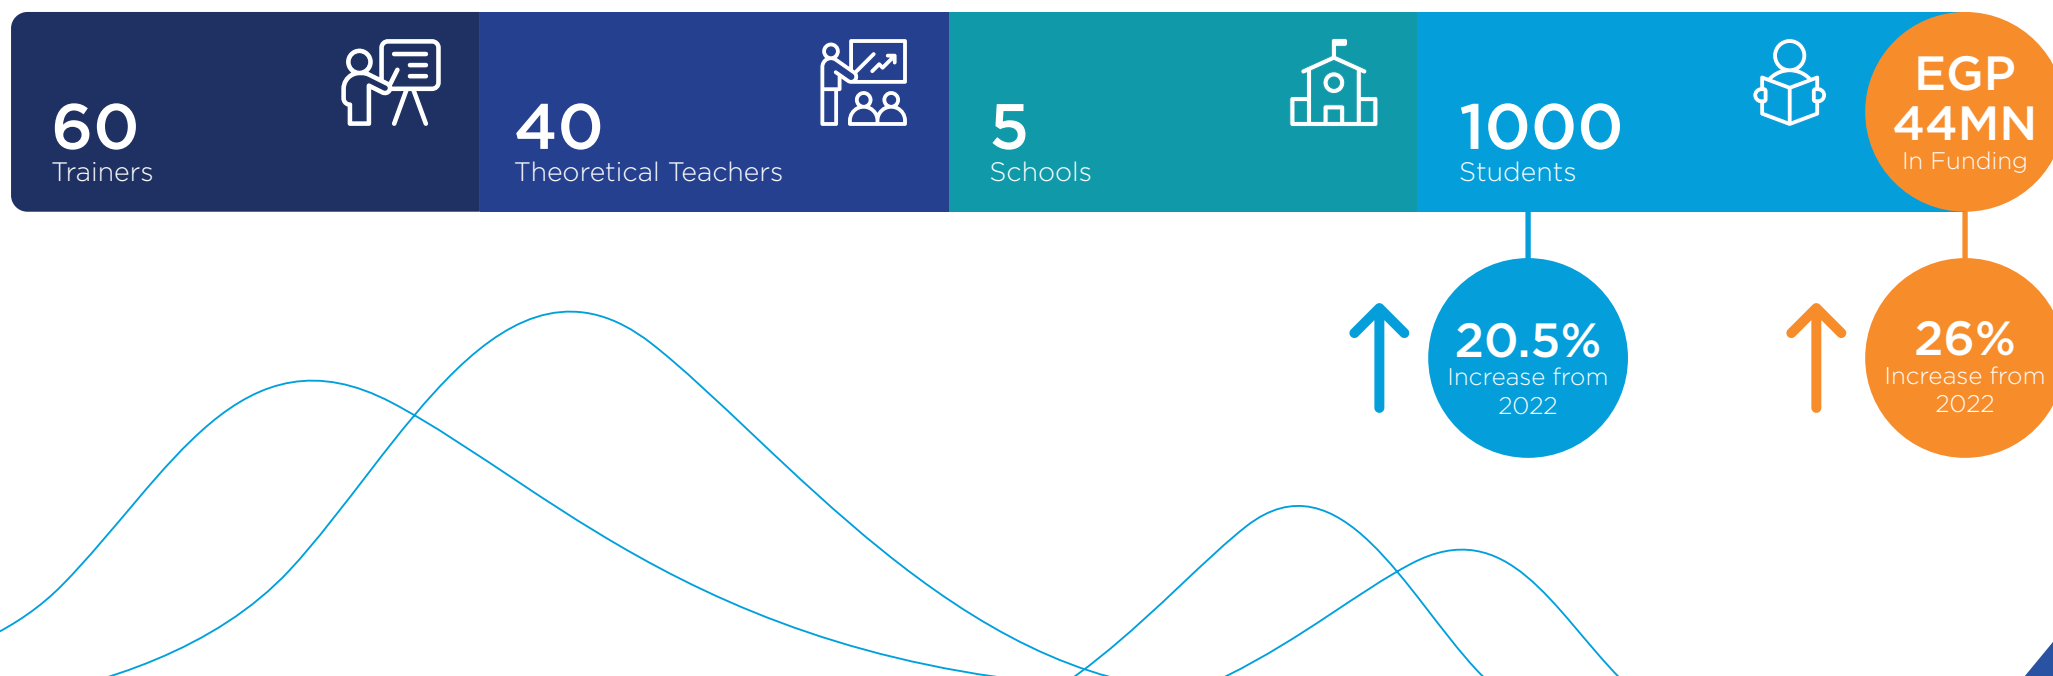 60
Trainers
40
Theoretical Teachers
5
Schools
1000
Students
EGP
44MN
In Funding
20.5%
Increase from
2022
26%
Increase from
2022